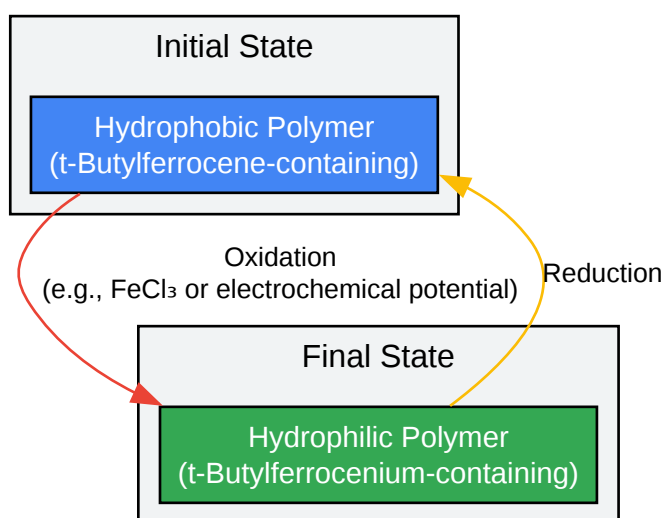 Initial State
Hydrophobic Polymer
(t-Butylferrocene-containing)
Oxidation
(e.g., FeCl₃ or electrochemical potential)
Reduction
Final State
Hydrophilic Polymer
(t-Butylferrocenium-containing)